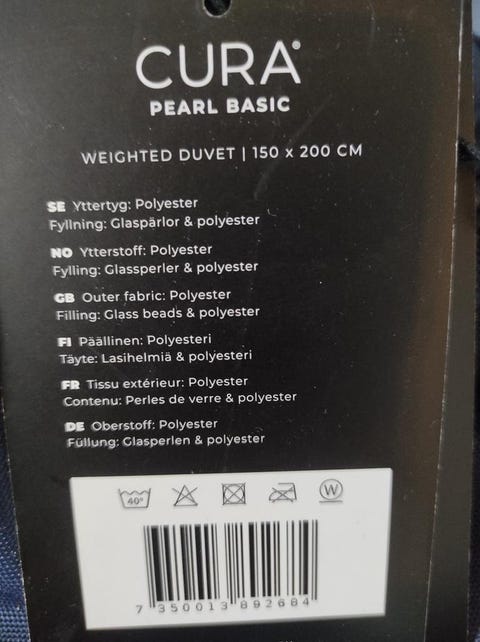 CURA®
PEARL BASIC
WEIGHTED DUVET | 150 x 200 CM
SE Yttertyg: Polyester
Fyllning: Glaspärlor & polyester
NO Ytterstoff: Polyester
Fylling: Glassperler & polyester
GB Outer fabric: Polyester
Filling: Glass beads & polyester
FI Päällinen: Polyesteri
Täyte: Lasihelmiä & polyesteri
FR Tissu extérieur: Polyester
Contenu: Perles de verre & polyester
DE Oberstoff: Polyester
Füllung: Glasperlen & polyester
40° W
7 350013 892684